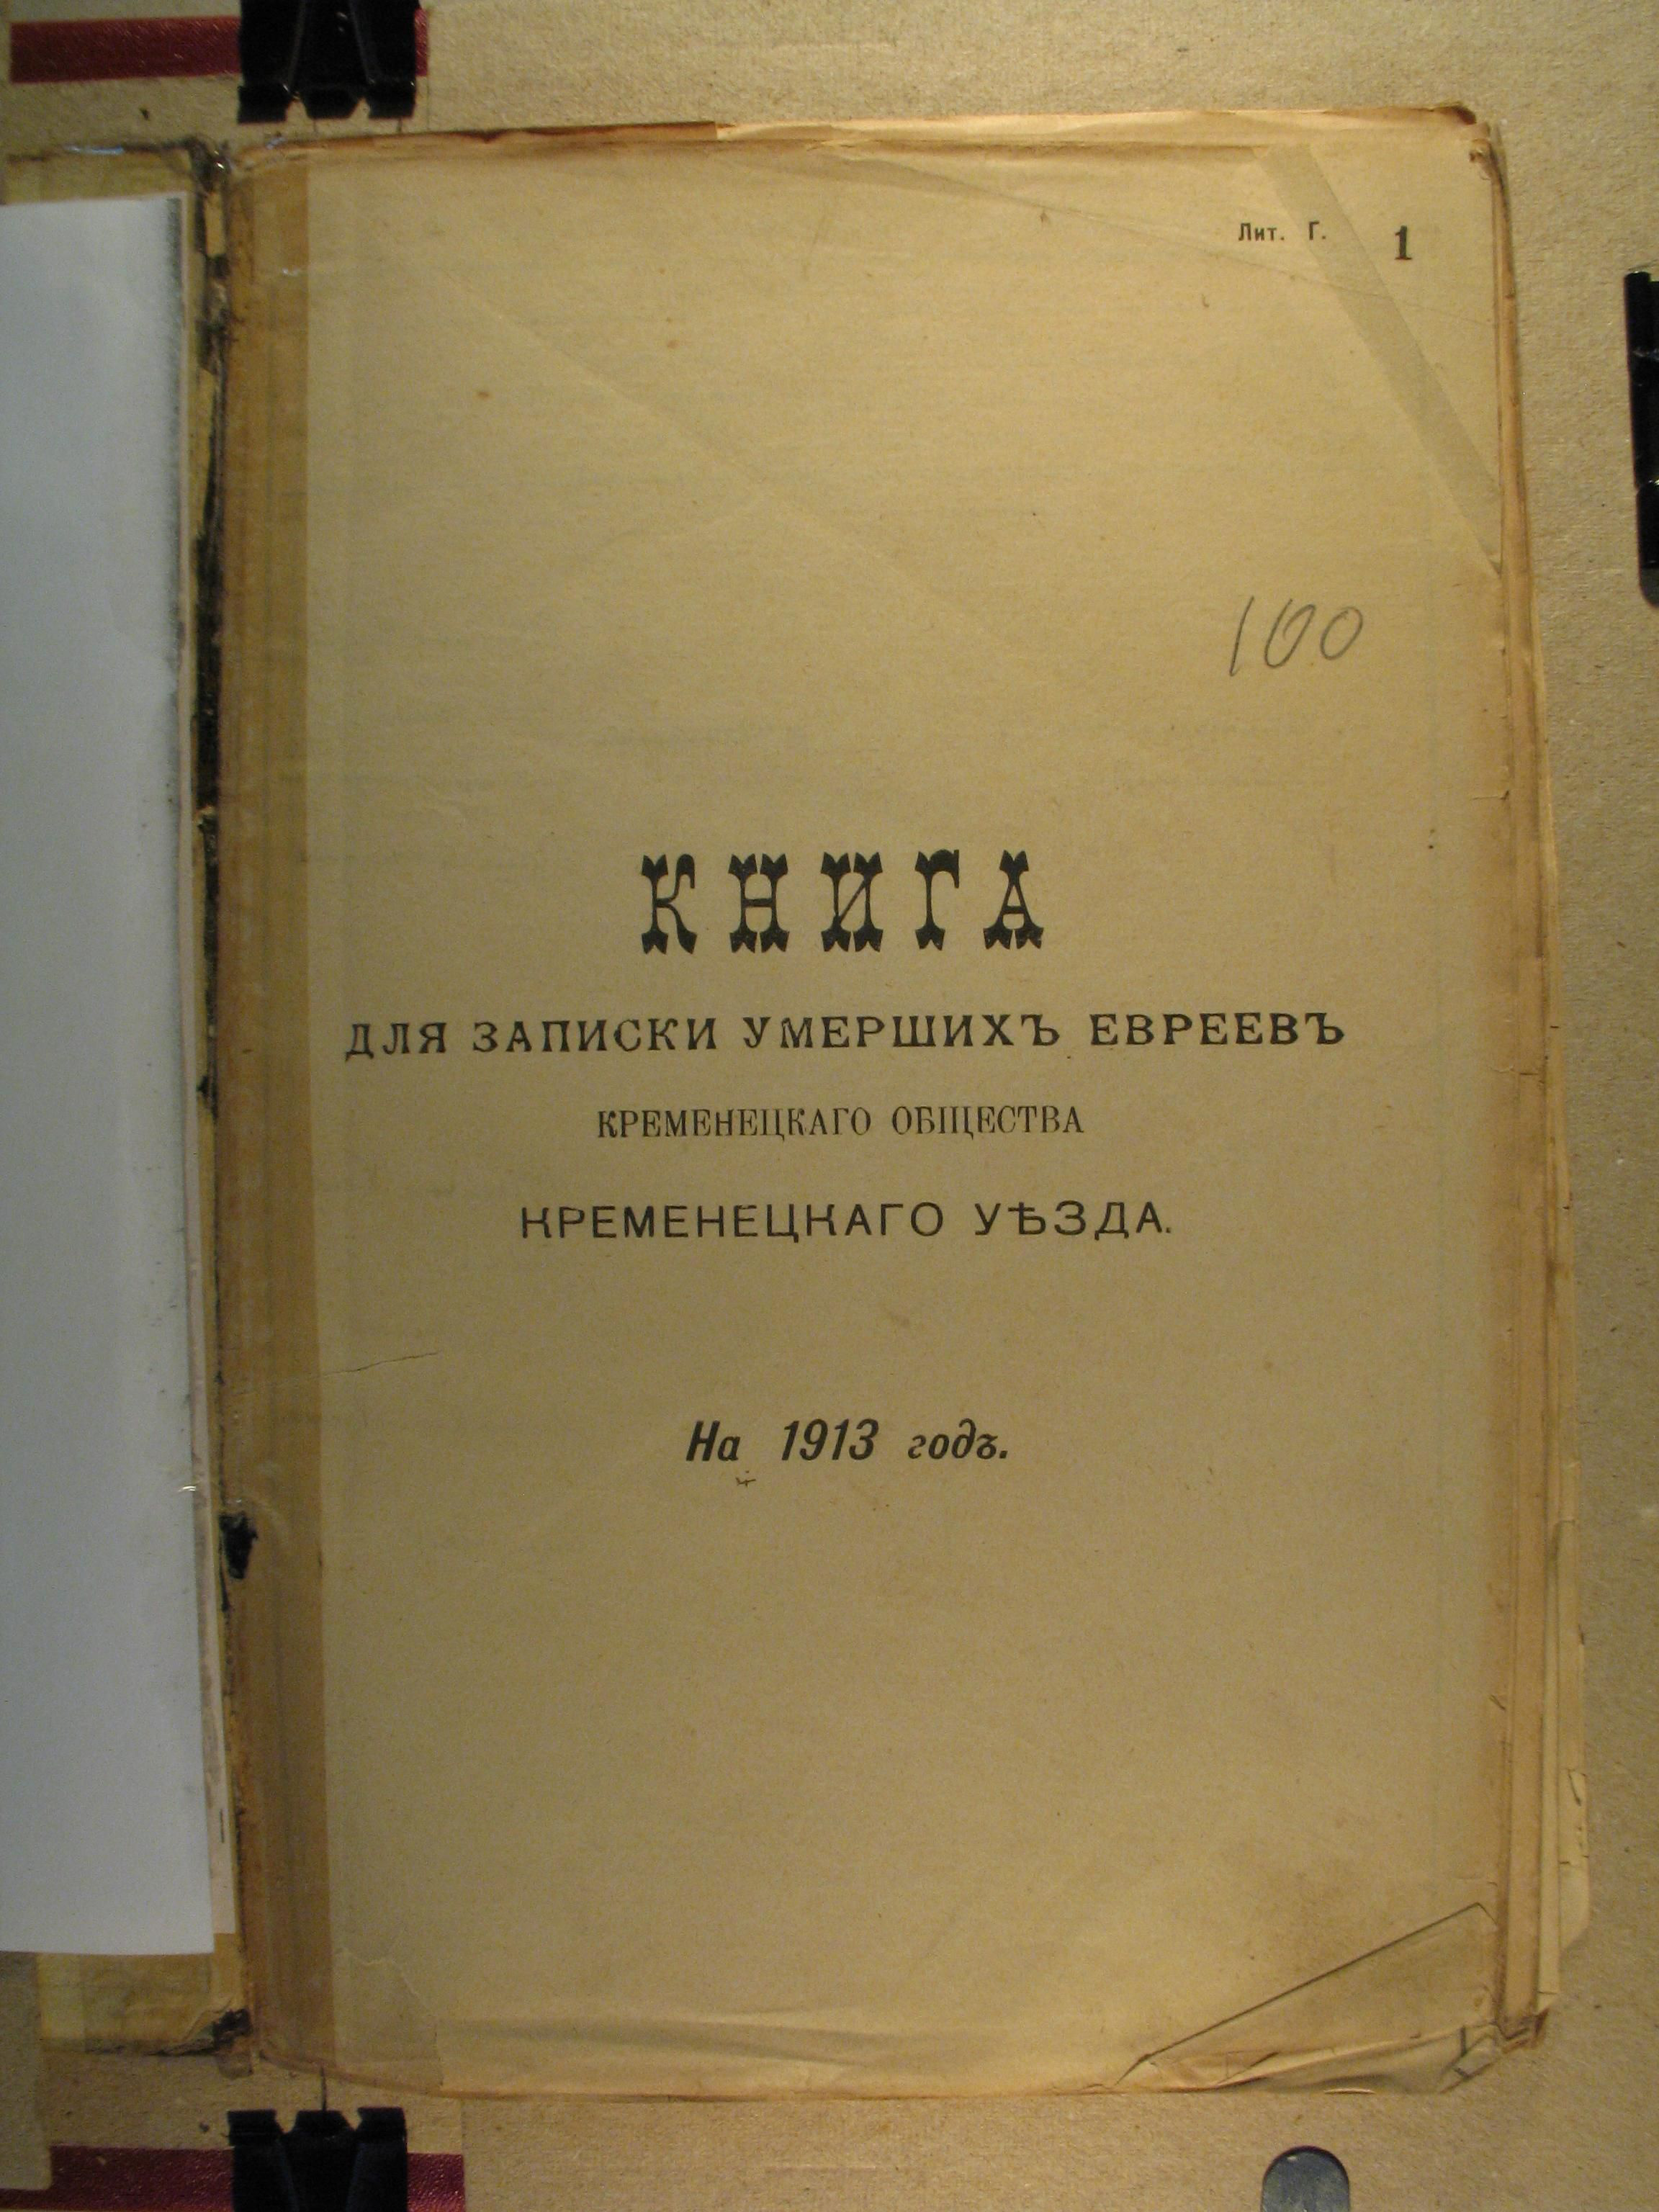 Лит. Г. 1
100
КНИГА
ДЛЯ ЗАПИСКИ УМЕРШИХЪ ЕВРЕЕВЪ
КРЕМЕНЕЦКАГО ОБЩЕСТВА
КРЕМЕНЕЦКАГО УѢЗДА.
На 1913 годъ.